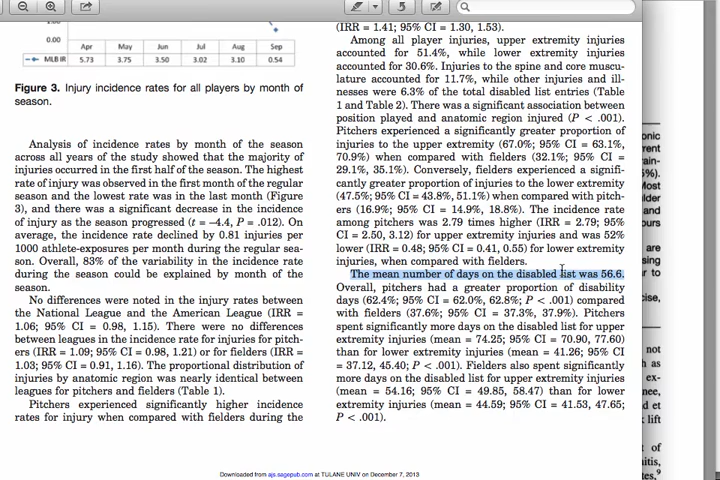 0.00
Apr May Jun Jul Aug Sep
MLB IR 5.73 3.75 3.50 3.02 3.10 0.54
Figure 3. Injury incidence rates for all players by month of
season.
Analysis of incidence rates by month of the season
across all years of the study showed that the majority of
injuries occurred in the first half of the season. The highest
rate of injury was observed in the first month of the regular
season and the lowest rate was in the last month (Figure
3), and there was a significant decrease in the incidence
of injury as the season progressed (t = –4.4, P = .012). On
average, the incidence rate declined by 0.81 injuries per
1000 athlete-exposures per month during the regular sea-
son. Overall, 83% of the variability in the incidence rate
during the season could be explained by month of the
season.
No differences were noted in the injury rates between
the National League and the American League (IRR =
1.06; 95% CI = 0.98, 1.15). There were no differences
between leagues in the incidence rate for injuries for pitch-
ers (IRR = 1.09; 95% CI = 0.98, 1.21) or for fielders (IRR =
1.03; 95% CI = 0.91, 1.16). The proportional distribution of
injuries by anatomic region was nearly identical between
leagues for pitchers and fielders (Table 1).
Pitchers experienced significantly higher incidence
rates for injury when compared with fielders during the
(IRR = 1.41; 95% CI = 1.30, 1.53).
Among all player injuries, upper extremity injuries
accounted for 51.4%, while lower extremity injuries
accounted for 30.6%. Injuries to the spine and core muscu-
lature accounted for 11.7%, while other injuries and ill-
nesses were 6.3% of the total disabled list entries (Table
1 and Table 2). There was a significant association between
position played and anatomic region injured (P < .001).
Pitchers experienced a significantly greater proportion of
injuries to the upper extremity (67.0%; 95% CI = 63.1%,
70.9%) when compared with fielders (32.1%; 95% CI =
29.1%, 35.1%). Conversely, fielders experienced a signifi-
cantly greater proportion of injuries to the lower extremity
(47.5%; 95% CI = 43.8%, 51.1%) when compared with pitch-
ers (16.9%; 95% CI = 14.9%, 18.8%). The incidence rate
among pitchers was 2.79 times higher (IRR = 2.79; 95%
CI = 2.50, 3.12) for upper extremity injuries and was 52%
lower (IRR = 0.48; 95% CI = 0.41, 0.55) for lower extremity
injuries, when compared with fielders.
The mean number of days on the disabled list was 56.6.
Overall, pitchers had a greater proportion of disability
days (62.4%; 95% CI = 62.0%, 62.8%; P < .001) compared
with fielders (37.6%; 95% CI = 37.3%, 37.9%). Pitchers
spent significantly more days on the disabled list for upper
extremity injuries (mean = 74.25; 95% CI = 70.90, 77.60)
than for lower extremity injuries (mean = 41.26; 95% CI
= 37.12, 45.40; P < .001). Fielders also spent significantly
more days on the disabled list for upper extremity injuries
(mean = 54.16; 95% CI = 49.85, 58.47) than for lower
extremity injuries (mean = 44.59; 95% CI = 41.53, 47.65;
P < .001).
Downloaded from ajs.sagepub.com at TULANE UNIV on December 7, 2013